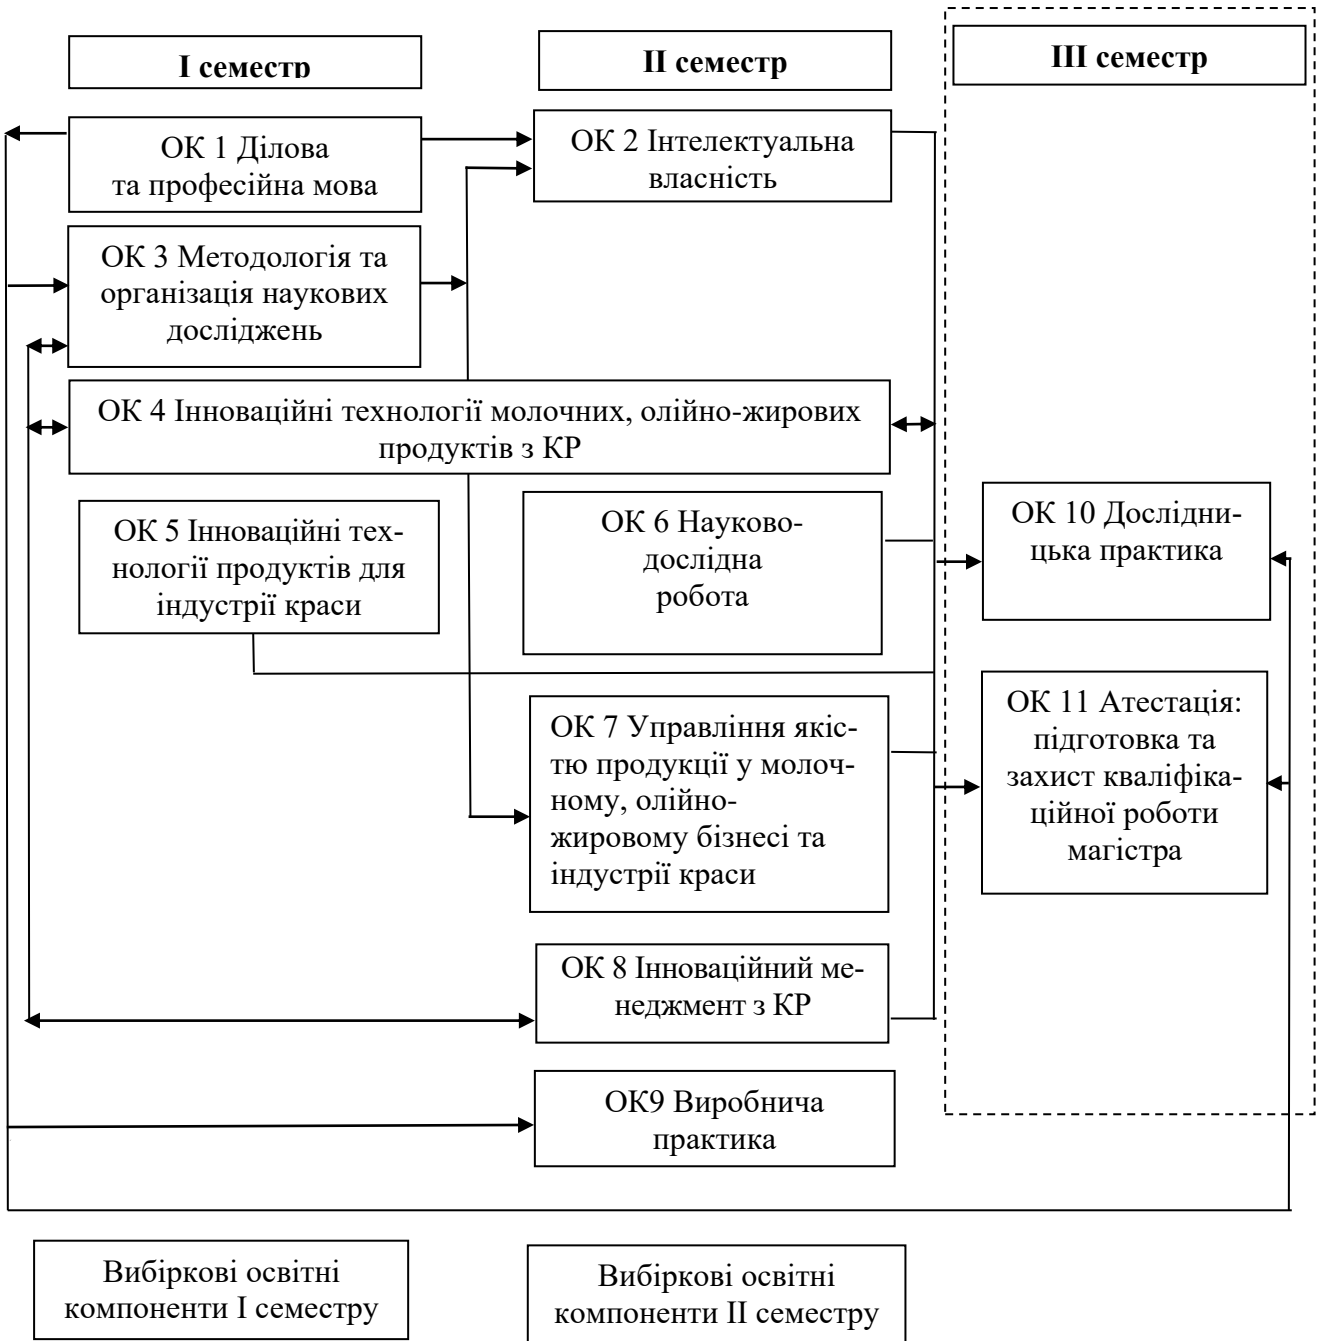 І семестр
ІІ семестр
ІІІ семестр
ОК 1 Ділова
та професійна мова
ОК 2 Інтелектуальна
власність
ОК 3 Методологія та
організація наукових
досліджень
ОК 4 Інноваційні технології молочних, олійно-жирових
продуктів з КР
ОК 5 Інноваційні тех-
нології продуктів для
індустрії краси
ОК 6 Науково-
дослідна
робота
ОК 10 Дослідни-
цька практика
ОК 7 Управління якіс-
тю продукції у молоч-
ному, олійно-
жировому бізнесі та
індустрії краси
ОК 11 Атестація:
підготовка та
захист кваліфіка-
ційної роботи
магістра
ОК 8 Інноваційний ме-
неджмент з КР
ОК9 Виробнича
практика
Вибіркові освітні
компоненти І семестру
Вибіркові освітні
компоненти ІІ семестру